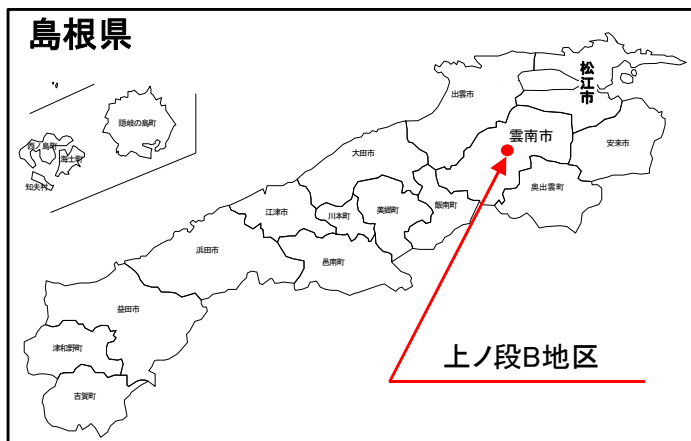 島根県
松江市
出雲市
隠岐の島町
雲南市
安来市
西ノ島町
海士町
大田市
知夫村
奥出雲町
飯南町
美郷町
江津市
川本町
浜田市
邑南町
益田市
津和野町
上ノ段B地区
吉賀町